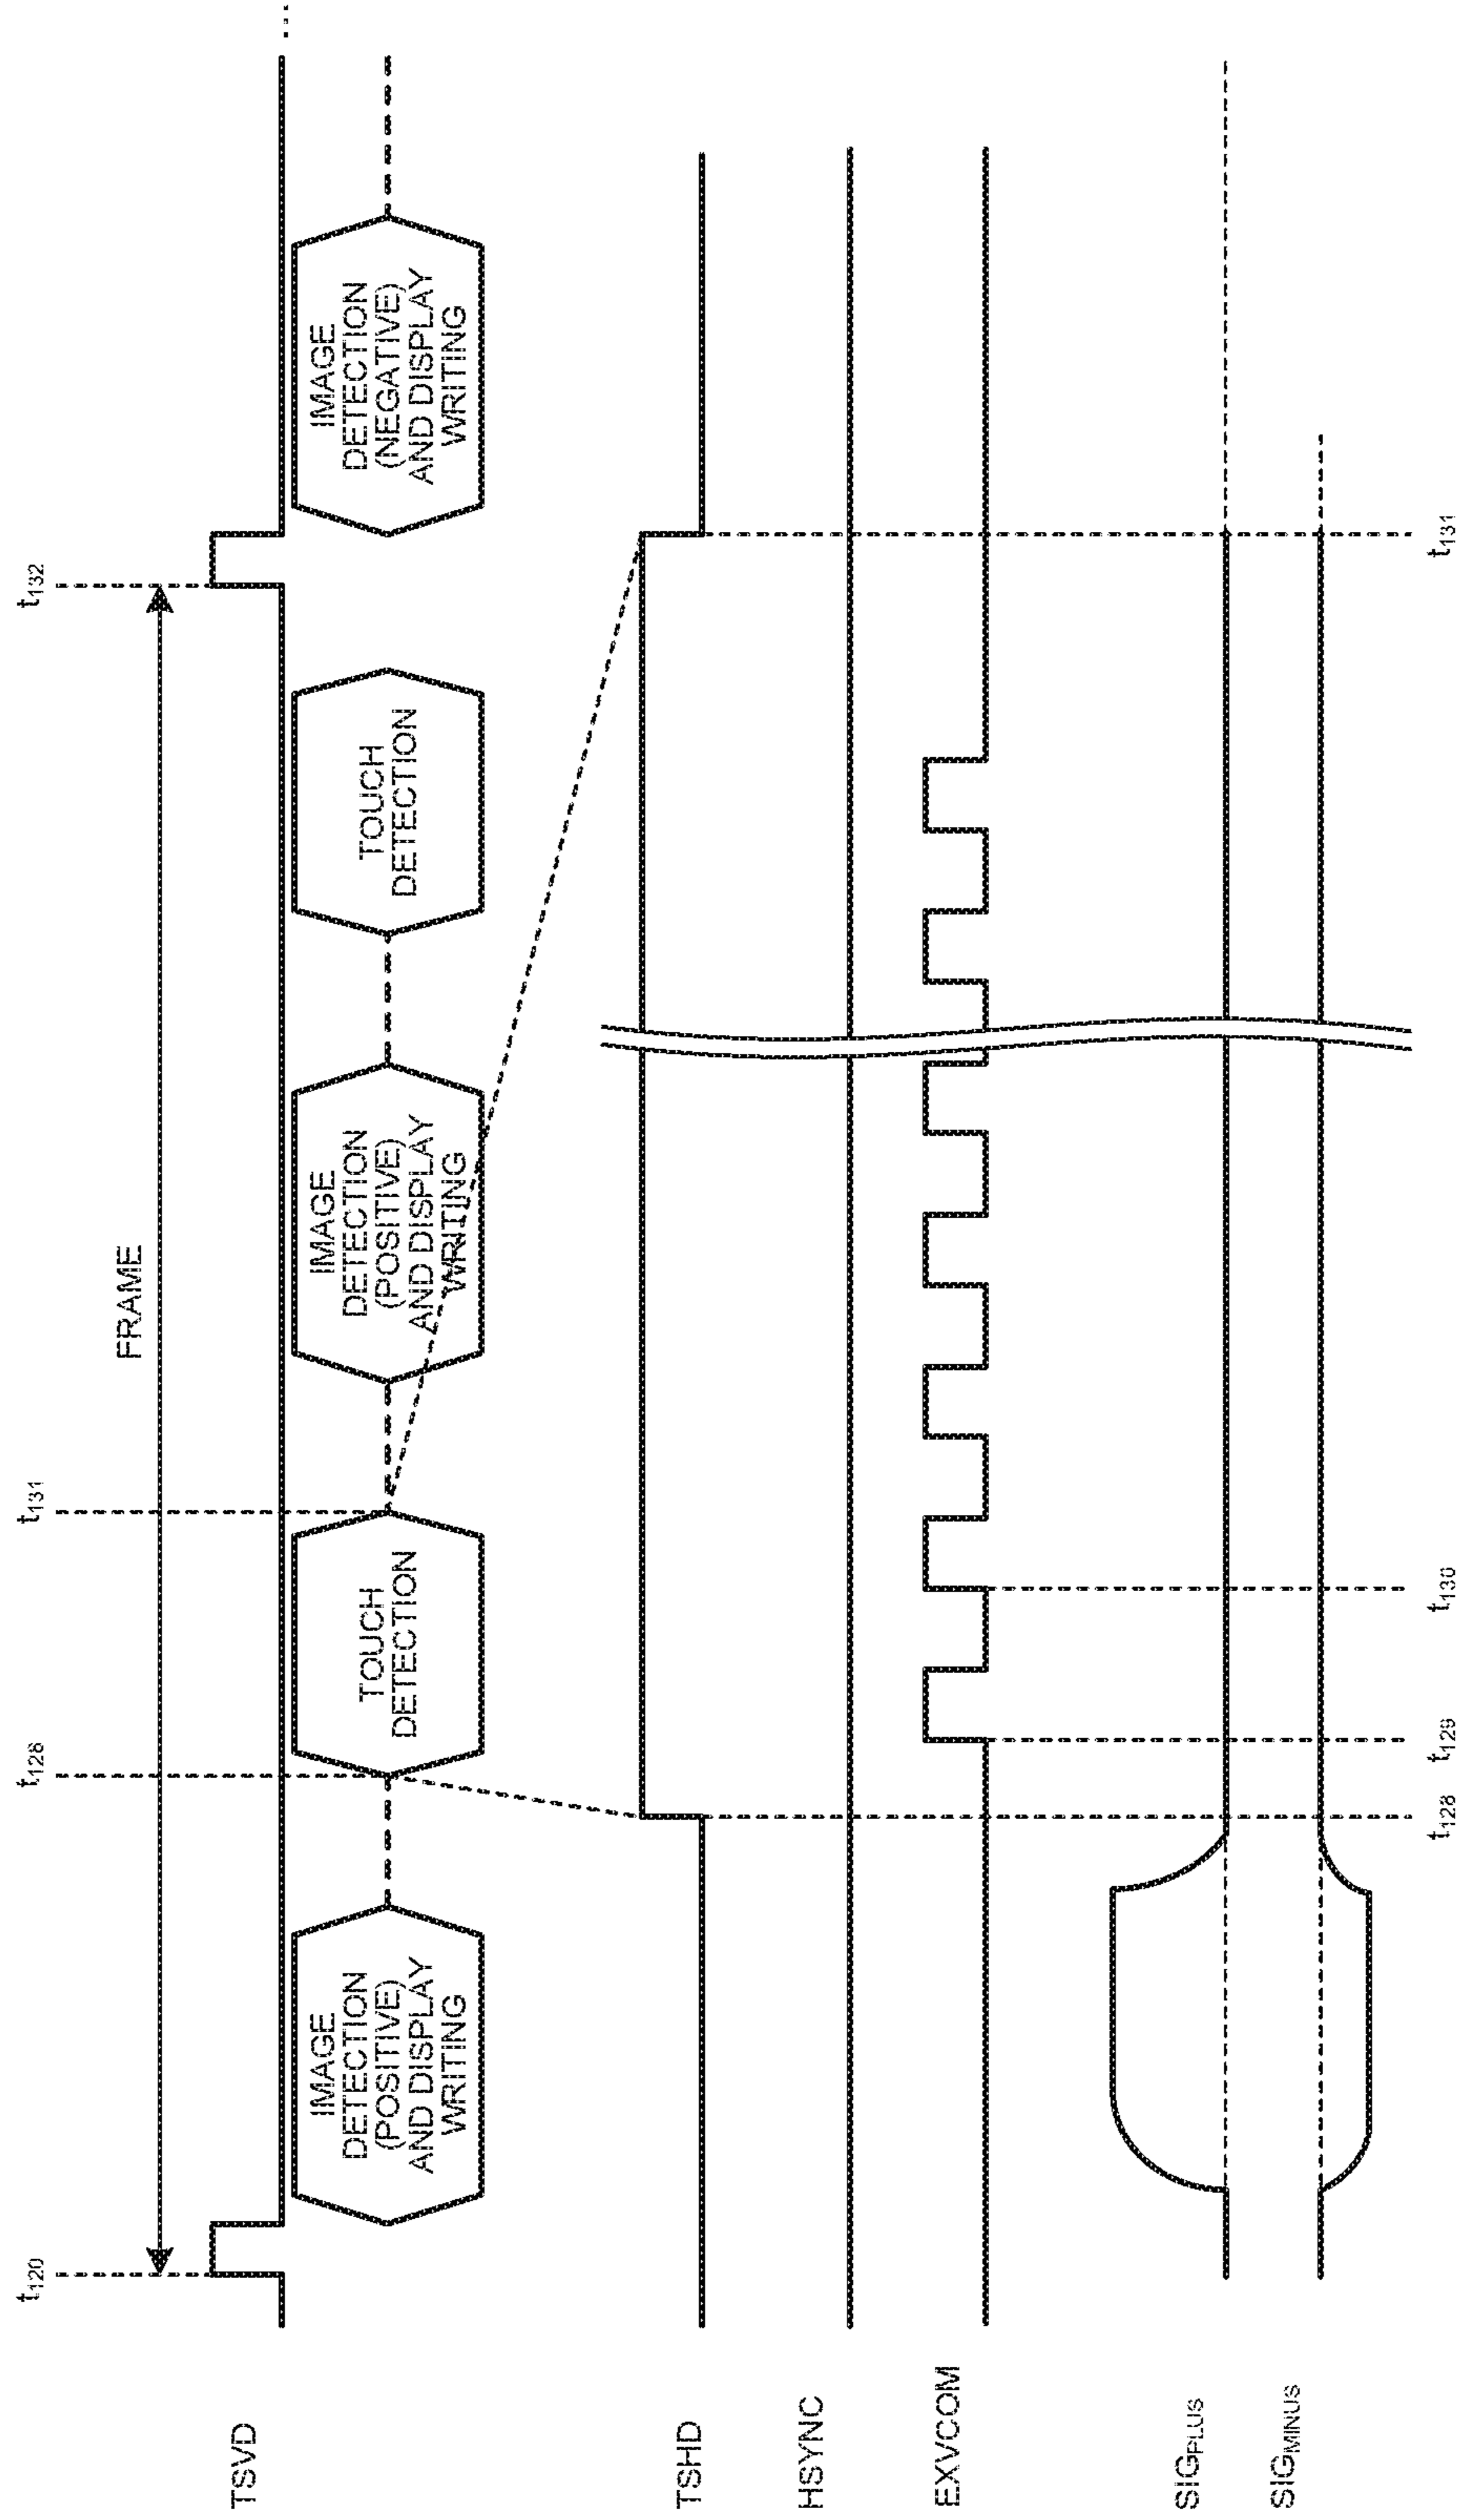 FRAME
t120
t128
t131
t132
TSVD
...
IMAGE
DETECTION
(POSITIVE)
AND DISPLAY
WRITING
TOUCH
DETECTION
IMAGE
DETECTION
(POSITIVE)
AND DISPLAY
WRITING
TOUCH
DETECTION
IMAGE
DETECTION
(NEGATIVE)
AND DISPLAY
WRITING
TSHD
HSYNC
EXVCOM
SIGPLUS
SIGMINUS
t128
t129
t130
t131